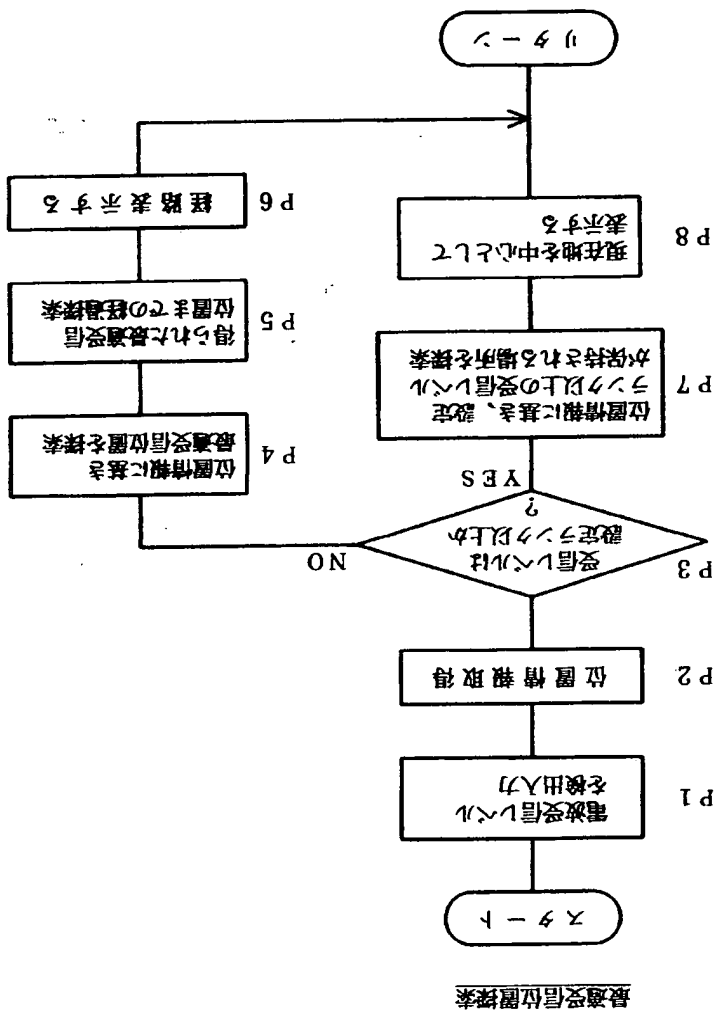 最適受信位置探索
スタート
P1
電波受信レベル
を検出入力
P2
位置情報取得
P3
受信レベルは
設定ランク以上か
?
YES
NO
P7
位置情報に基き、設定
ランク以上の受信レベル
が保持される場所を探索
P8
現在地を中心として
表示する
P4
位置情報に基き
最適受信位置を探索
P5
得られた最適受信
位置までの経過探索
P6
経路表示する
リターン